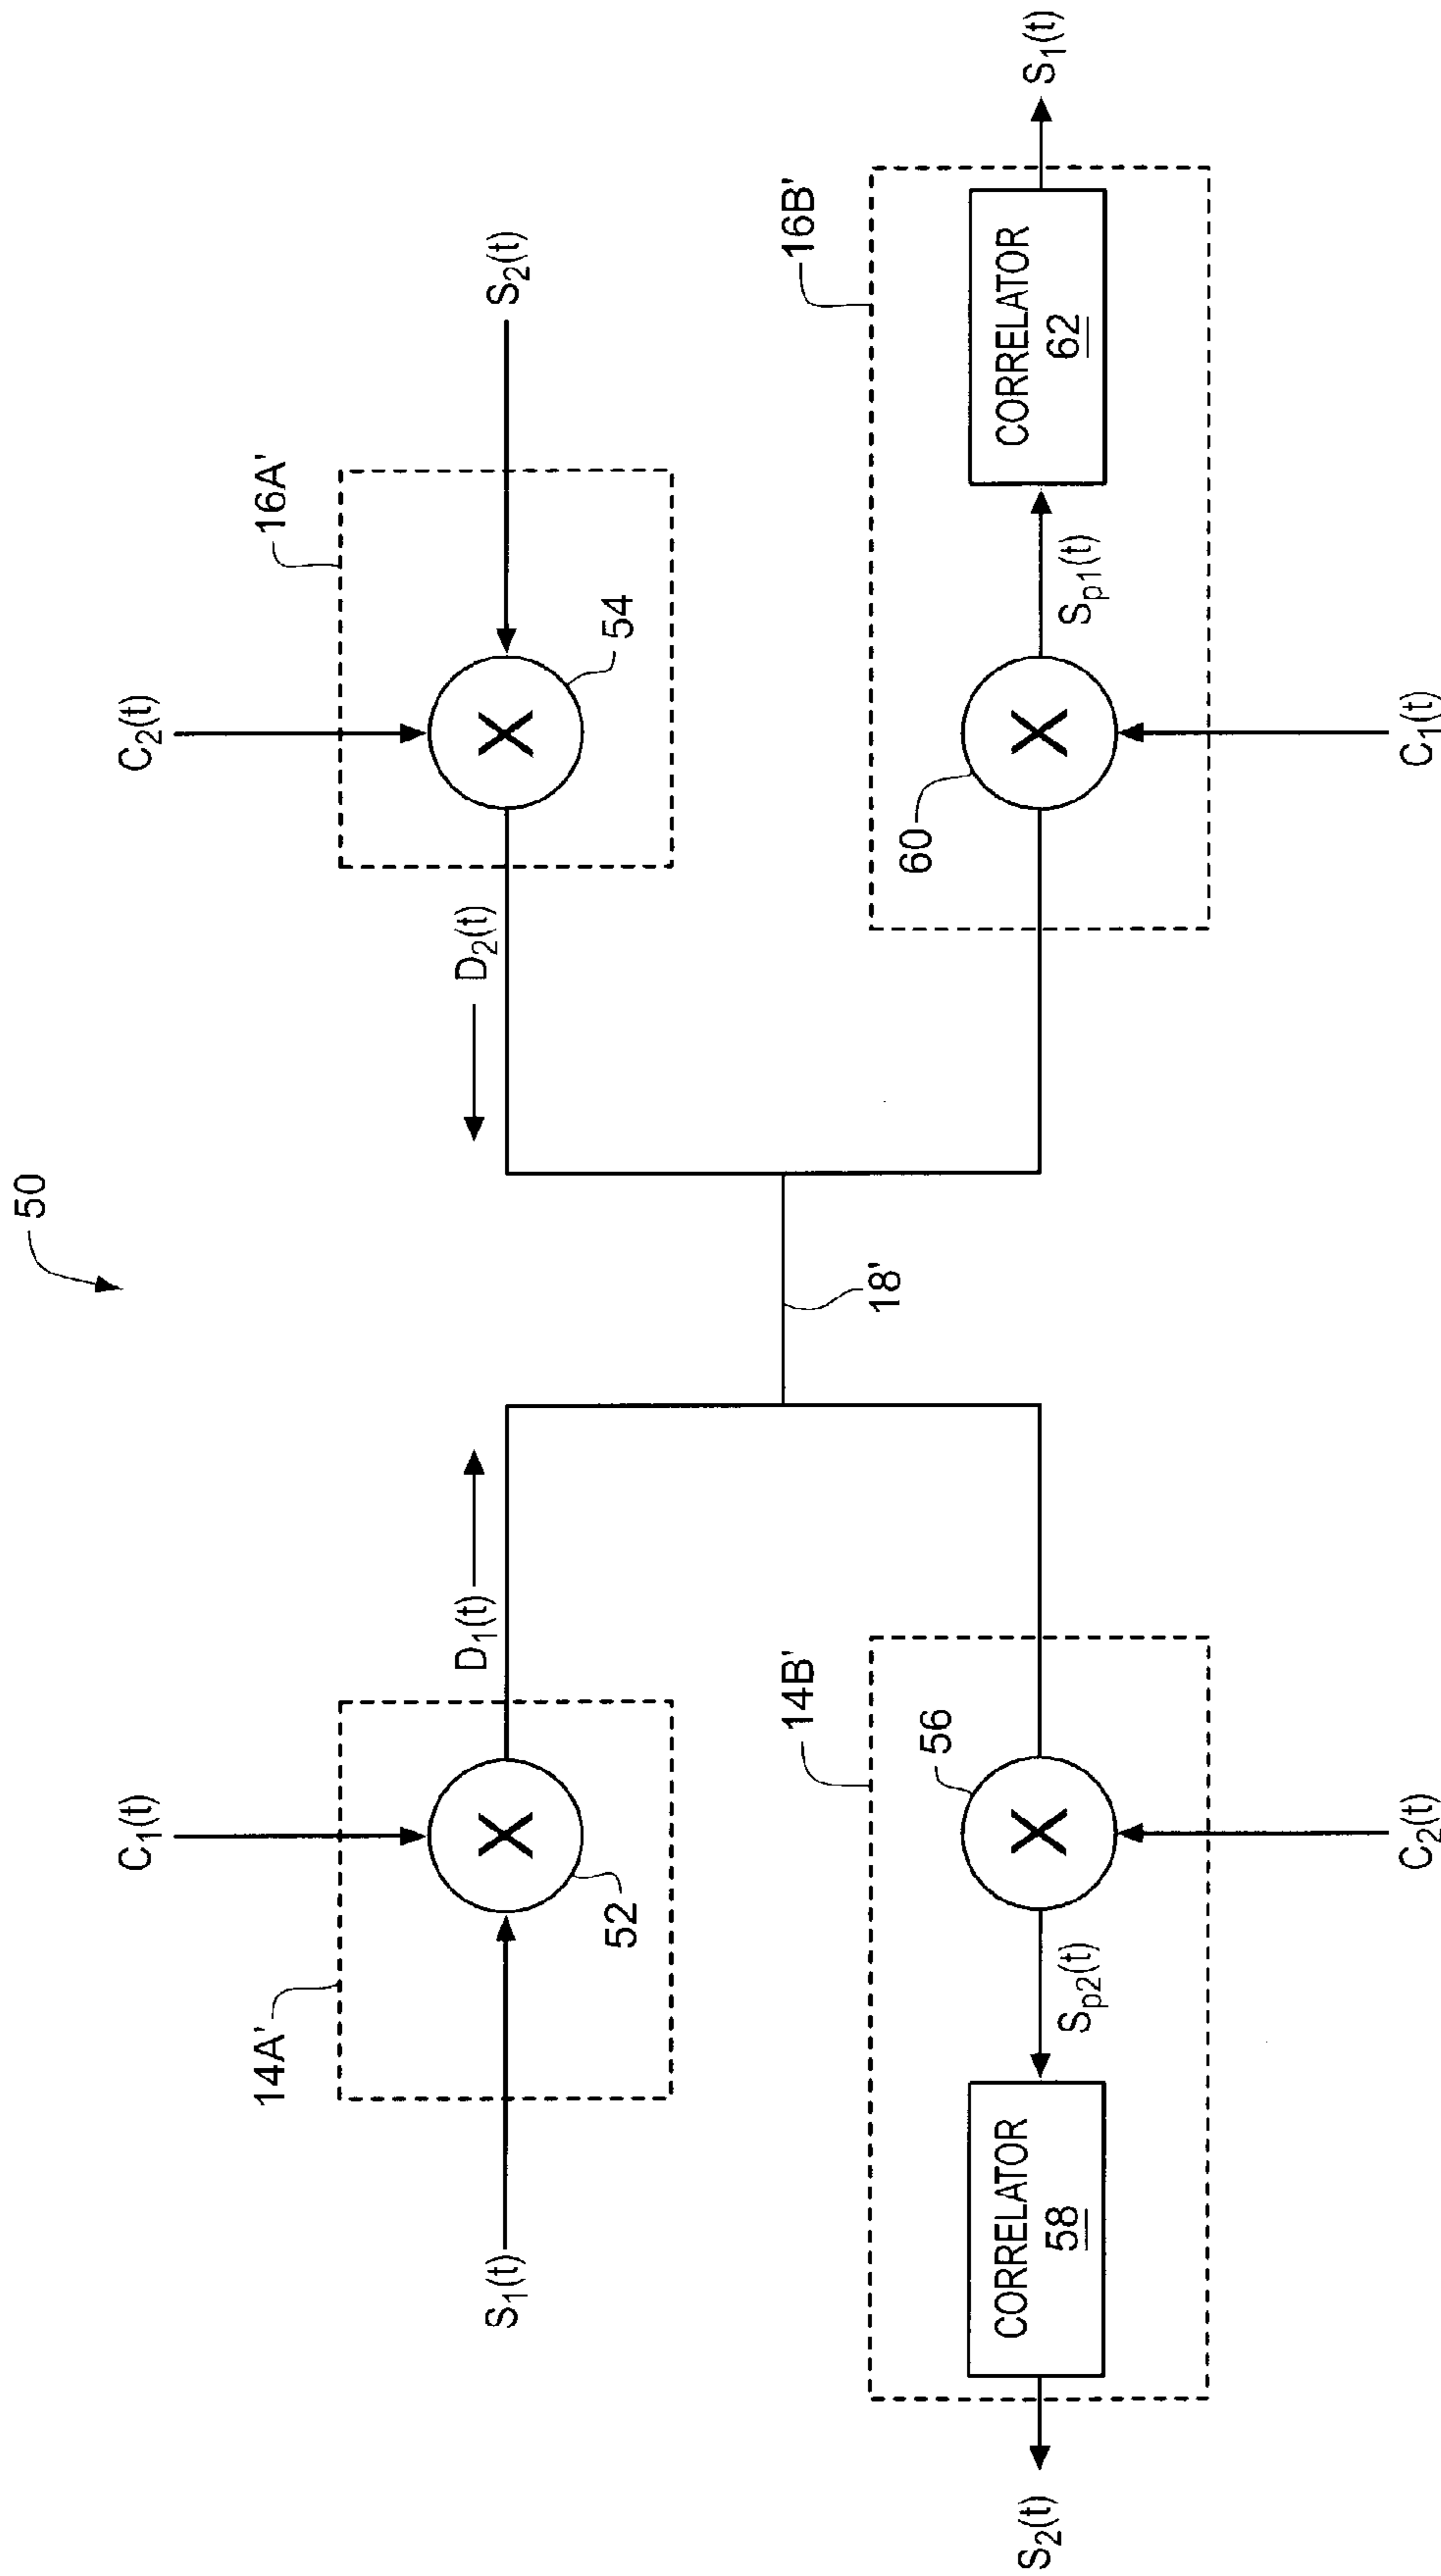 50
C₁(t)
C₂(t)
14A'
16A'
S₁(t)
52
D₁(t)
D₂(t)
54
S₂(t)
18'
14B'
16B'
S₂(t)
CORRELATOR
58
Sₚ₂(t)
56
60
Sₚ₁(t)
CORRELATOR
62
S₁(t)
C₂(t)
C₁(t)